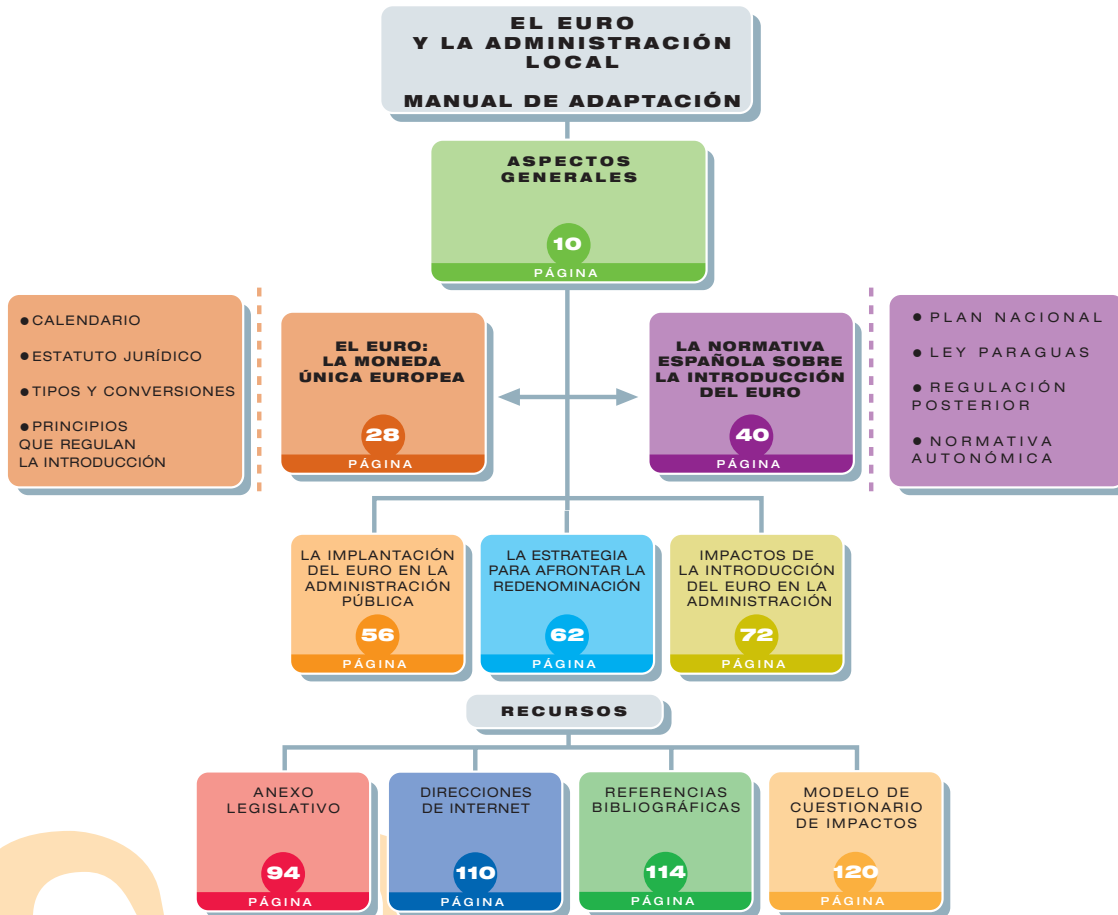 EL EURO
Y LA ADMINISTRACIÓN
LOCAL
MANUAL DE ADAPTACIÓN
ASPECTOS
GENERALES
10
PÁGINA
● CALENDARIO
● ESTATUTO JURÍDICO
● TIPOS Y CONVERSIONES
● PRINCIPIOS
QUE REGULAN
LA INTRODUCCIÓN
EL EURO:
LA MONEDA
ÚNICA EUROPEA
28
PÁGINA
LA NORMATIVA
ESPAÑOLA SOBRE
LA INTRODUCCIÓN
DEL EURO
40
PÁGINA
● PLAN NACIONAL
● LEY PARAGUAS
● REGULACIÓN
POSTERIOR
● NORMATIVA
AUTONÓMICA
LA IMPLANTACIÓN
DEL EURO EN LA
ADMINISTRACIÓN
PÚBLICA
56
PÁGINA
LA ESTRATEGIA
PARA AFRONTAR LA
REDENOMINACIÓN
62
PÁGINA
IMPACTOS DE
LA INTRODUCCIÓN
DEL EURO EN LA
ADMINISTRACIÓN
72
PÁGINA
RECURSOS
ANEXO
LEGISLATIVO
94
PÁGINA
DIRECCIONES
DE INTERNET
110
PÁGINA
REFERENCIAS
BIBLIOGRÁFICAS
114
PÁGINA
MODELO DE
CUESTIONARIO
DE IMPACTOS
120
PÁGINA